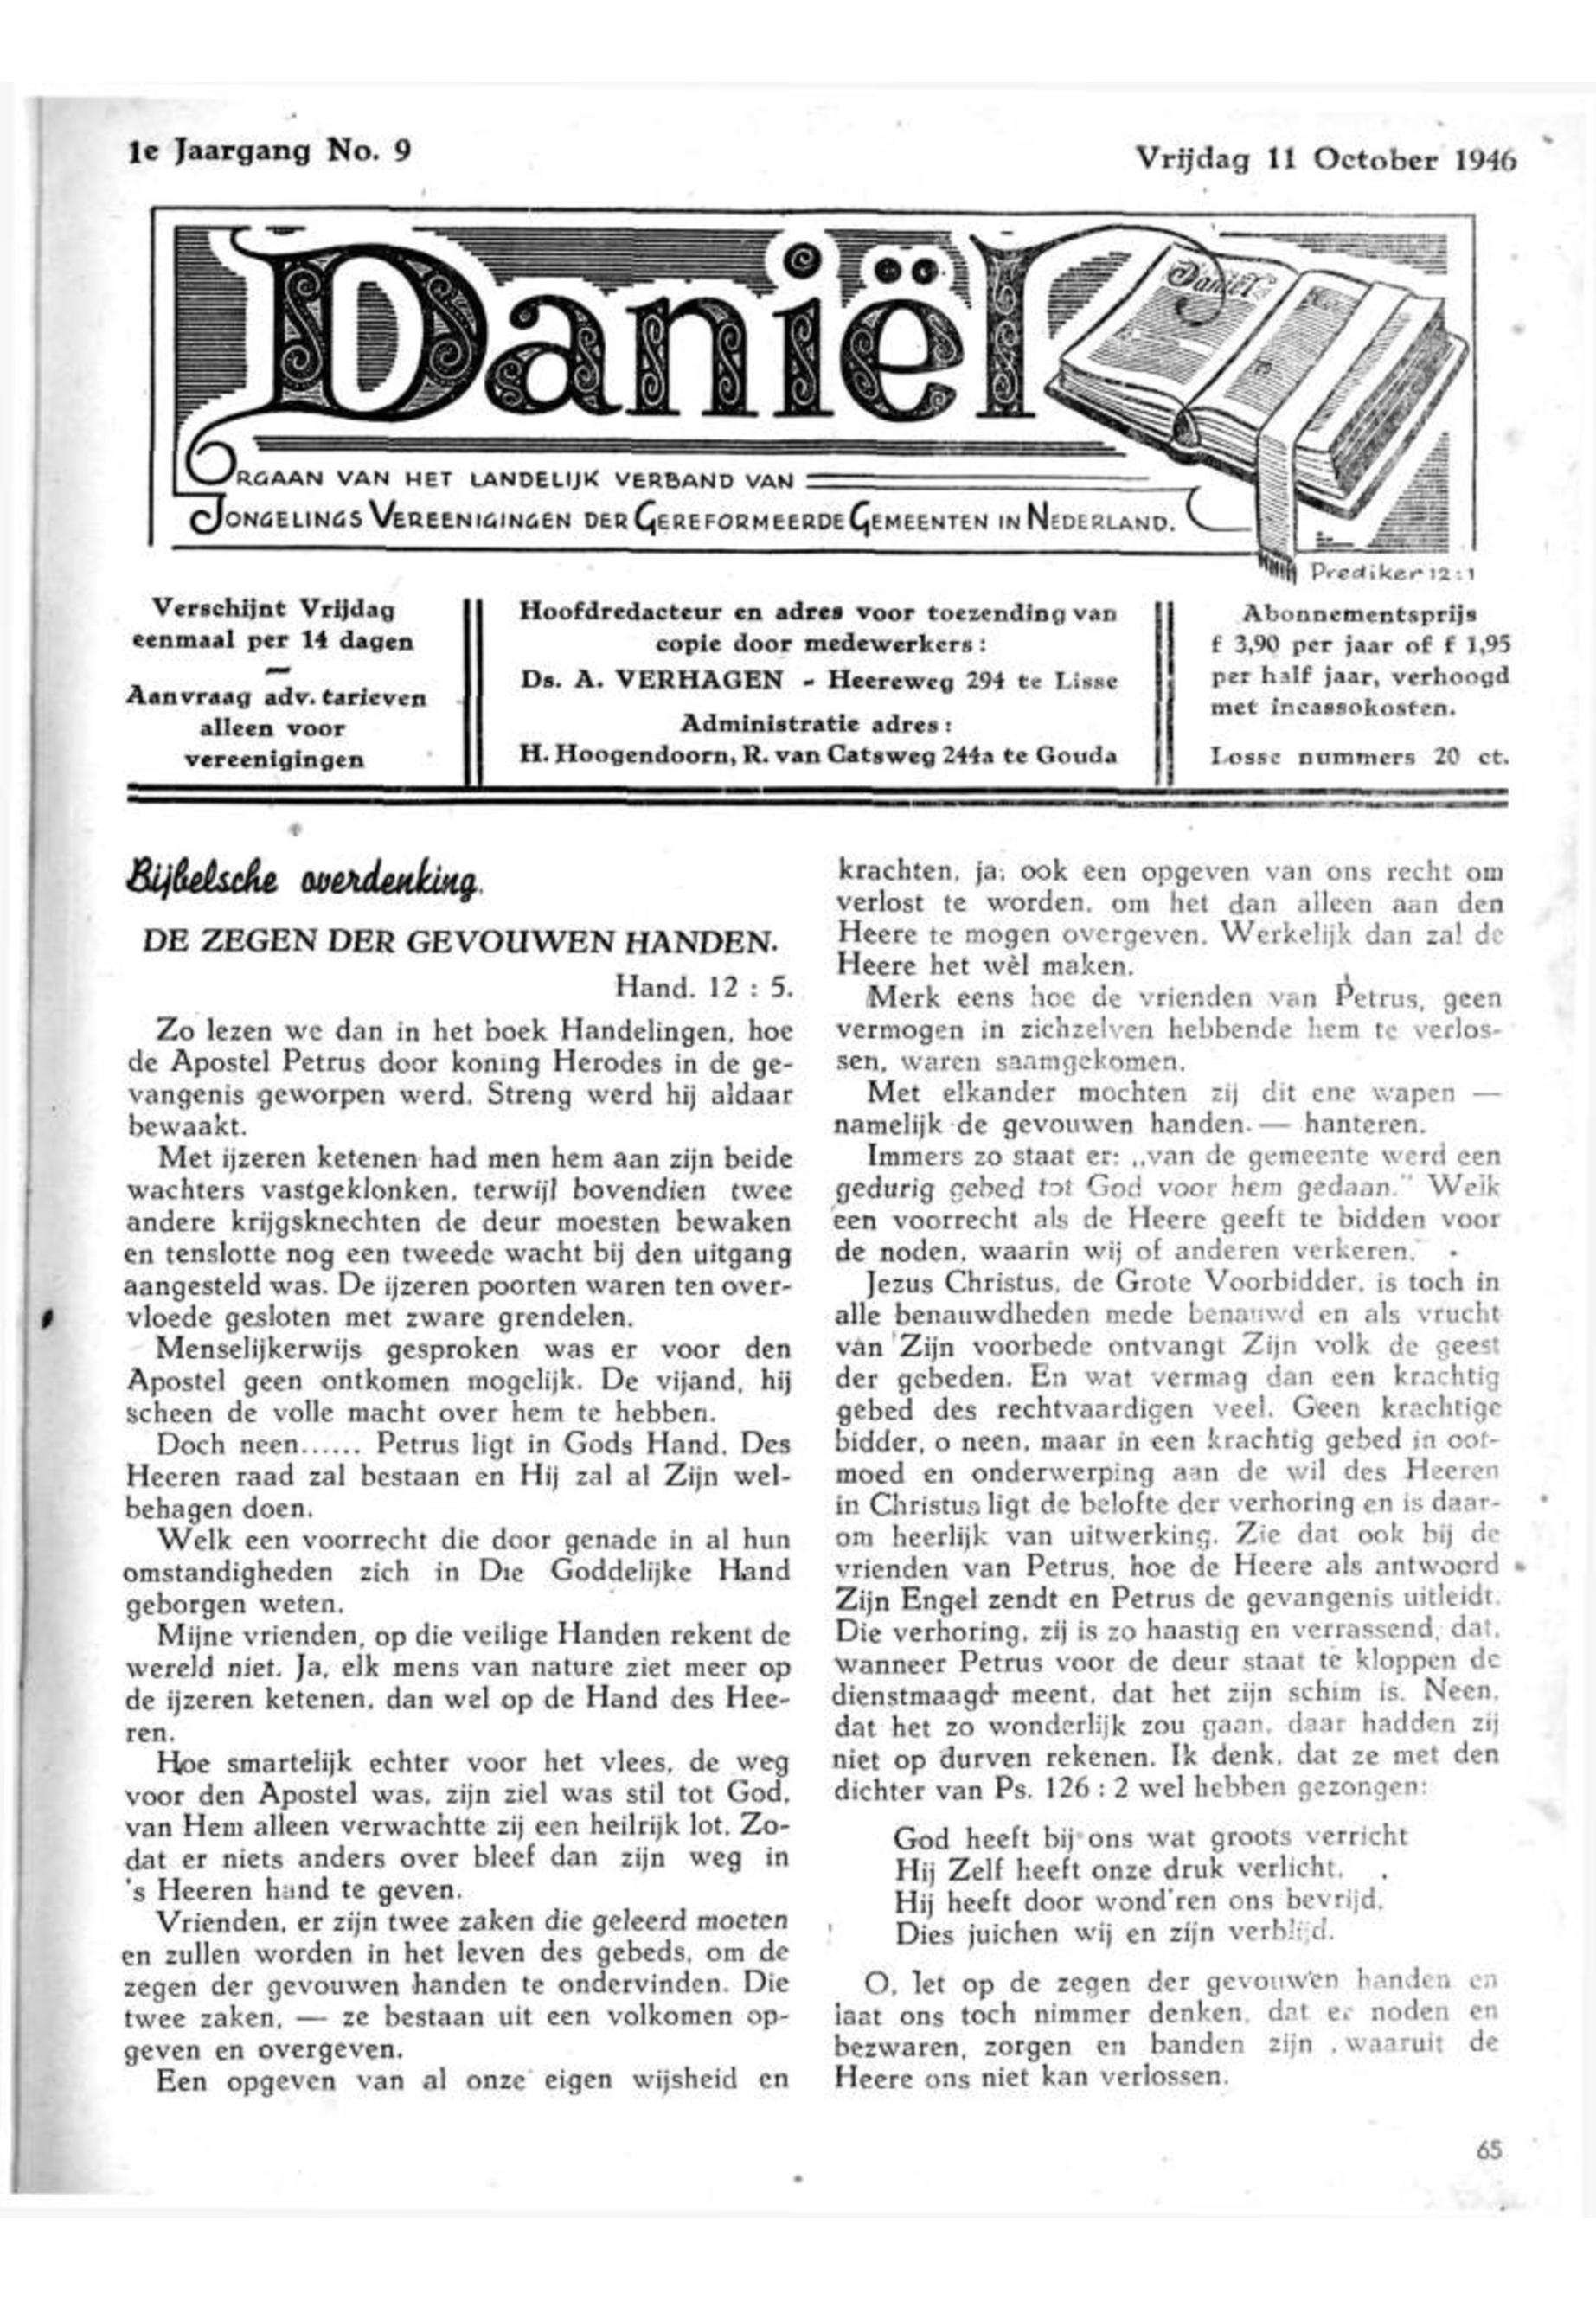 1e Jaargang No. 9
Vrijdag 11 October 1946
Daniël
Daniël
ORGAAN VAN HET LANDELIJK VERBAND VAN
JONGELINGS VEREENIGINGEN DER GEREFORMEERDE GEMEENTEN IN NEDERLAND.
Prediker 12:1
Verschijnt Vrijdag
eenmaal per 14 dagen
Aanvraag adv. tarieven
alleen voor
vereenigingen
Hoofdredacteur en adres voor toezending van
copie door medewerkers:
Ds. A. VERHAGEN - Heereweg 294 te Lisse
Administratie adres:
H. Hoogendoorn, R. van Catsweg 244a te Gouda
Abonnementsprijs
f 3,90 per jaar of f 1,95
per half jaar, verhoogd
met incassokosten.
Losse nummers 20 ct.
Bijbelsche overdenking.
DE ZEGEN DER GEVOUWEN HANDEN.
Hand. 12 : 5.
Zo lezen we dan in het boek Handelingen, hoe
de Apostel Petrus door koning Herodes in de ge-
vangenis geworpen werd. Streng werd hij aldaar
bewaakt.
Met ijzeren ketenen had men hem aan zijn beide
wachters vastgeklonken, terwijl bovendien twee
andere krijgsknechten de deur moesten bewaken
en tenslotte nog een tweede wacht bij den uitgang
aangesteld was. De ijzeren poorten waren ten over-
vloede gesloten met zware grendelen.
Menselijkerwijs gesproken was er voor den
Apostel geen ontkomen mogelijk. De vijand, hij
scheen de volle macht over hem te hebben.
Doch neen...... Petrus ligt in Gods Hand. Des
Heeren raad zal bestaan en Hij zal al Zijn wel-
behagen doen.
Welk een voorrecht die door genade in al hun
omstandigheden zich in Die Goddelijke Hand
geborgen weten.
Mijne vrienden, op die veilige Handen rekent de
wereld niet. Ja, elk mens van nature ziet meer op
de ijzeren ketenen, dan wel op de Hand des Hee-
ren.
Hoe smartelijk echter voor het vlees, de weg
voor den Apostel was, zijn ziel was stil tot God,
van Hem alleen verwachtte zij een heilrijk lot. Zo-
dat er niets anders over bleef dan zijn weg in
's Heeren hand te geven.
Vrienden, er zijn twee zaken die geleerd moeten
en zullen worden in het leven des gebeds, om de
zegen der gevouwen handen te ondervinden. Die
twee zaken, — ze bestaan uit een volkomen op-
geven en overgeven.
Een opgeven van al onze eigen wijsheid en
krachten, ja, ook een opgeven van ons recht om
verlost te worden, om het dan alleen aan den
Heere te mogen overgeven. Werkelijk dan zal de
Heere het wèl maken.
Merk eens hoe de vrienden van Petrus, geen
vermogen in zichzelven hebbende hem te verlos-
sen, waren saamgekomen.
Met elkander mochten zij dit ene wapen —
namelijk de gevouwen handen. — hanteren.
Immers zo staat er: „van de gemeente werd een
gedurig gebed tot God voor hem gedaan." Welk
een voorrecht als de Heere geeft te bidden voor
de noden, waarin wij of anderen verkeren.
Jezus Christus, de Grote Voorbidder, is toch in
alle benauwdheden mede benauwd en als vrucht
van Zijn voorbede ontvangt Zijn volk de geest
der gebeden. En wat vermag dan een krachtig
gebed des rechtvaardigen veel. Geen krachtige
bidder, o neen, maar in een krachtig gebed in oot-
moed en onderwerping aan de wil des Heeren
in Christus ligt de belofte der verhoring en is daar-
om heerlijk van uitwerking. Zie dat ook bij de
vrienden van Petrus, hoe de Heere als antwoord
Zijn Engel zendt en Petrus de gevangenis uitleidt.
Die verhoring, zij is zo haastig en verrassend, dat,
wanneer Petrus voor de deur staat te kloppen de
dienstmaagd meent, dat het zijn schim is. Neen,
dat het zo wonderlijk zou gaan, daar hadden zij
niet op durven rekenen. Ik denk, dat ze met den
dichter van Ps. 126 : 2 wel hebben gezongen:
God heeft bij ons wat groots verricht
Hij Zelf heeft onze druk verlicht.
Hij heeft door wond'ren ons bevrijd,
Dies juichen wij en zijn verblijd.
O, let op de zegen der gevouwen handen en
laat ons toch nimmer denken, dat er noden en
bezwaren, zorgen en banden zijn, waaruit de
Heere ons niet kan verlossen.
65